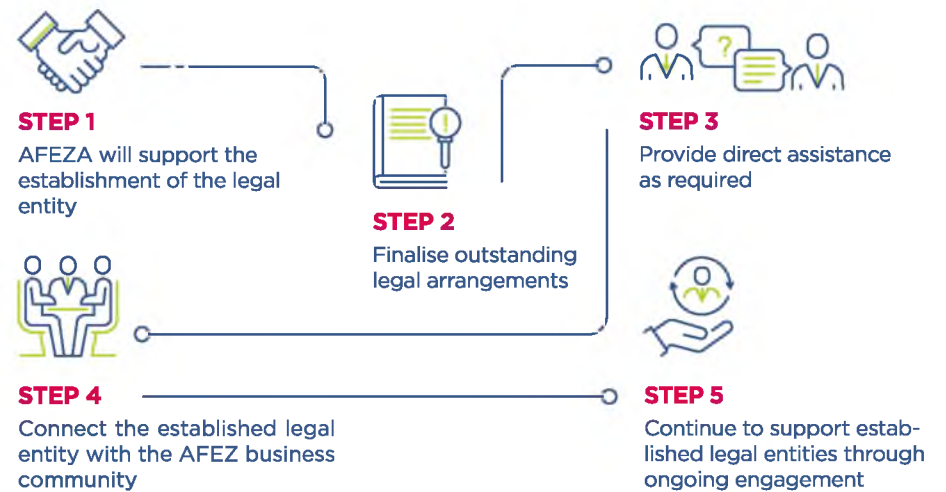 STEP 1
AFEZA will support the
establishment of the legal
entity
STEP 2
Finalise outstanding
legal arrangements
?
STEP 3
Provide direct assistance
as required
STEP 4
Connect the established legal
entity with the AFEZ business
community
STEP 5
Continue to support estab-
lished legal entities through
ongoing engagement